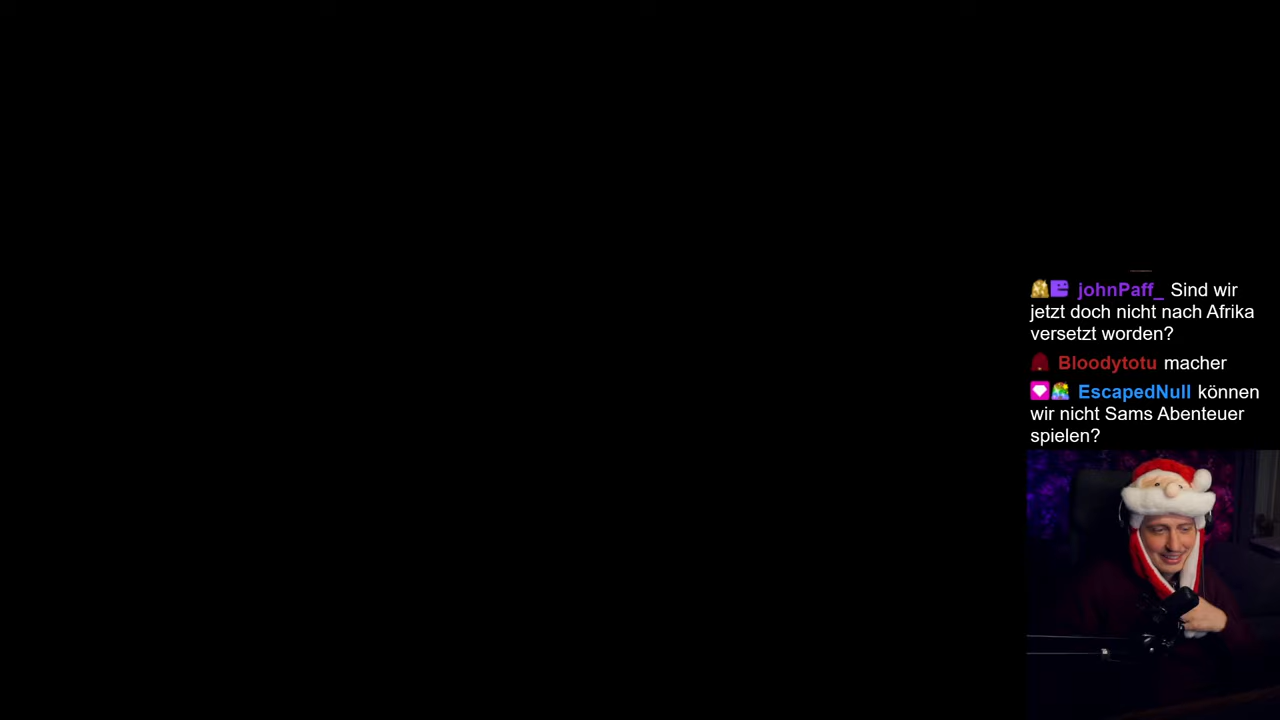 johnPaff_ Sind wir
jetzt doch nicht nach Afrika
versetzt worden?
Bloodytotu macher
EscapedNull können
wir nicht Sams Abenteuer
spielen?